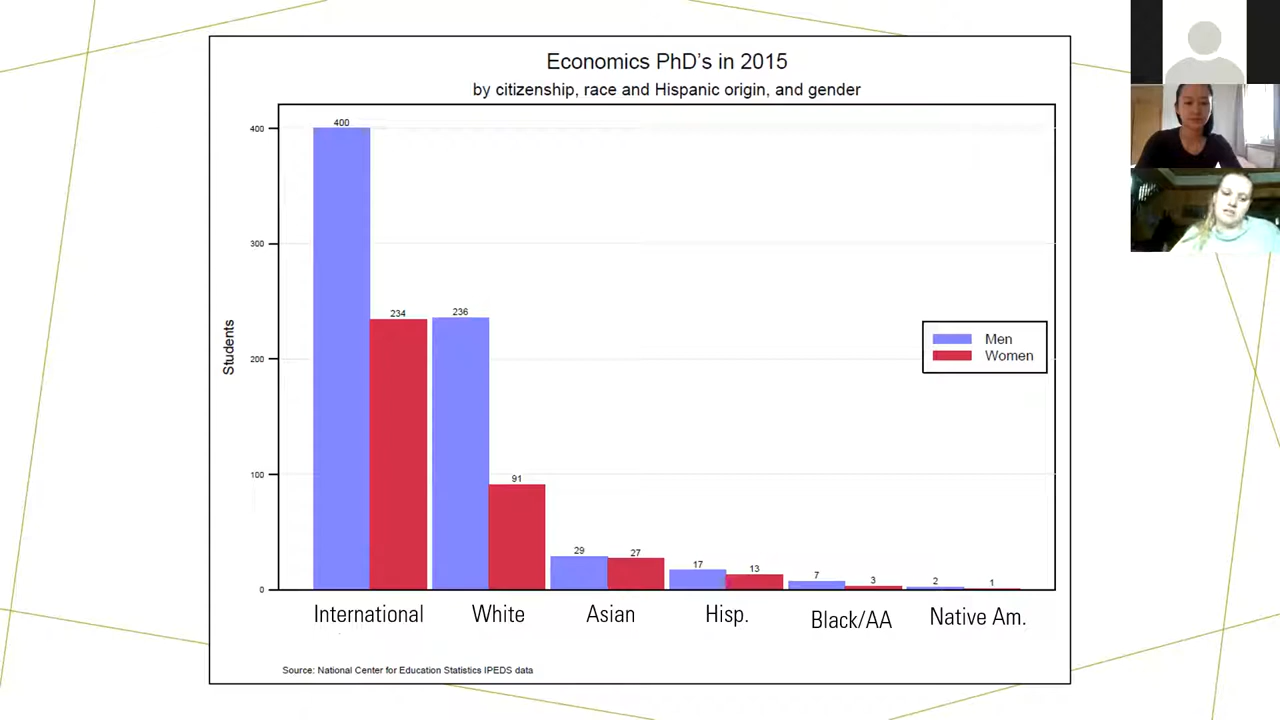 Economics PhD's in 2015
by citizenship, race and Hispanic origin, and gender
400
300
200
100
0
Students
400
234
236
91
29
27
17
13
7
3
2
1
Men
Women
International
White
Asian
Hisp.
Black/AA
Native Am.
Source: National Center for Education Statistics IPEDS data